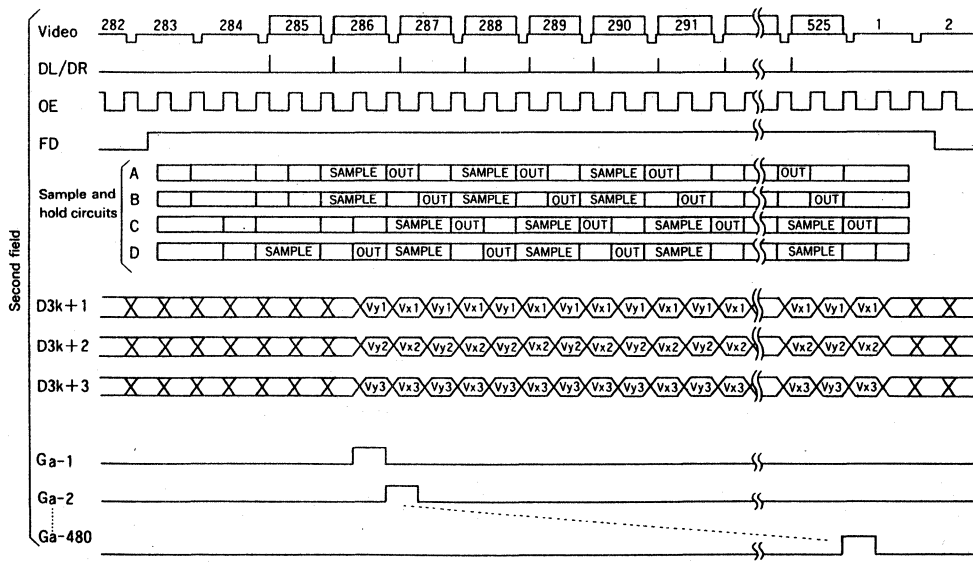 Second field
Video 282 283 284 285 286 287 288 289 290 291 525 1 2
DL/DR
OE
FD
Sample and hold circuits
A SAMPLE OUT SAMPLE OUT SAMPLE OUT OUT
B SAMPLE OUT SAMPLE OUT SAMPLE OUT OUT
C SAMPLE OUT SAMPLE OUT SAMPLE OUT SAMPLE OUT
D SAMPLE OUT SAMPLE OUT SAMPLE OUT SAMPLE SAMPLE
D3k+1 Vy1 Vx1 Vy1 Vx1 Vy1 Vx1 Vy1 Vx1 Vy1 Vx1 Vy1 Vx1 Vx1 Vy1 Vx1
D3k+2 Vy2 Vx2 Vy2 Vx2 Vy2 Vx2 Vy2 Vx2 Vy2 Vx2 Vy2 Vx2 Vx2 Vy2 Vx2
D3k+3 Vy3 Vx3 Vy3 Vx3 Vy3 Vx3 Vy3 Vx3 Vy3 Vx3 Vy3 Vx3 Vx3 Vy3 Vx3
Ga-1
Ga-2
Ga-480